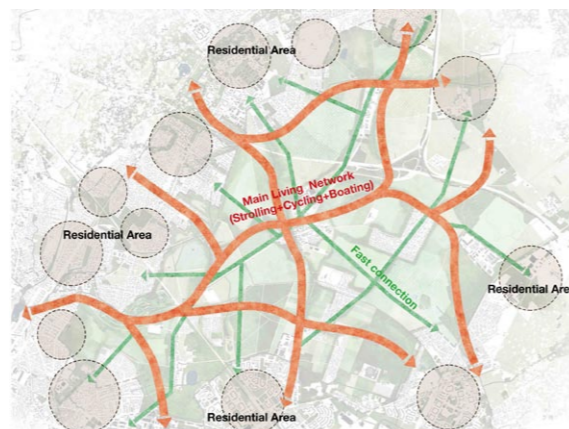 Residential Area
Main Living Network
(Strolling+Cycling+Boating)
Residential Area
Fast connection
Residential Are
Residential Area